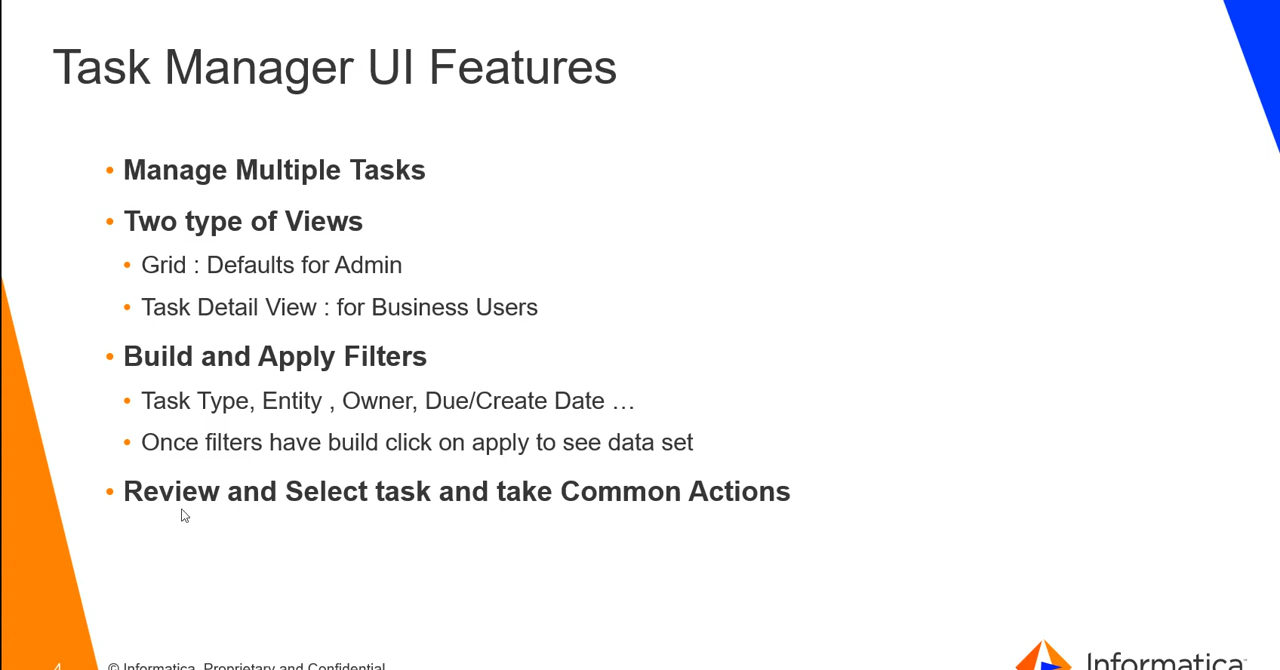 Task Manager UI Features
• Manage Multiple Tasks
• Two type of Views
• Grid : Defaults for Admin
• Task Detail View : for Business Users
• Build and Apply Filters
• Task Type, Entity , Owner, Due/Create Date …
• Once filters have build click on apply to see data set
• Review and Select task and take Common Actions
4
© Informatica. Proprietary and Confidential
Informatica